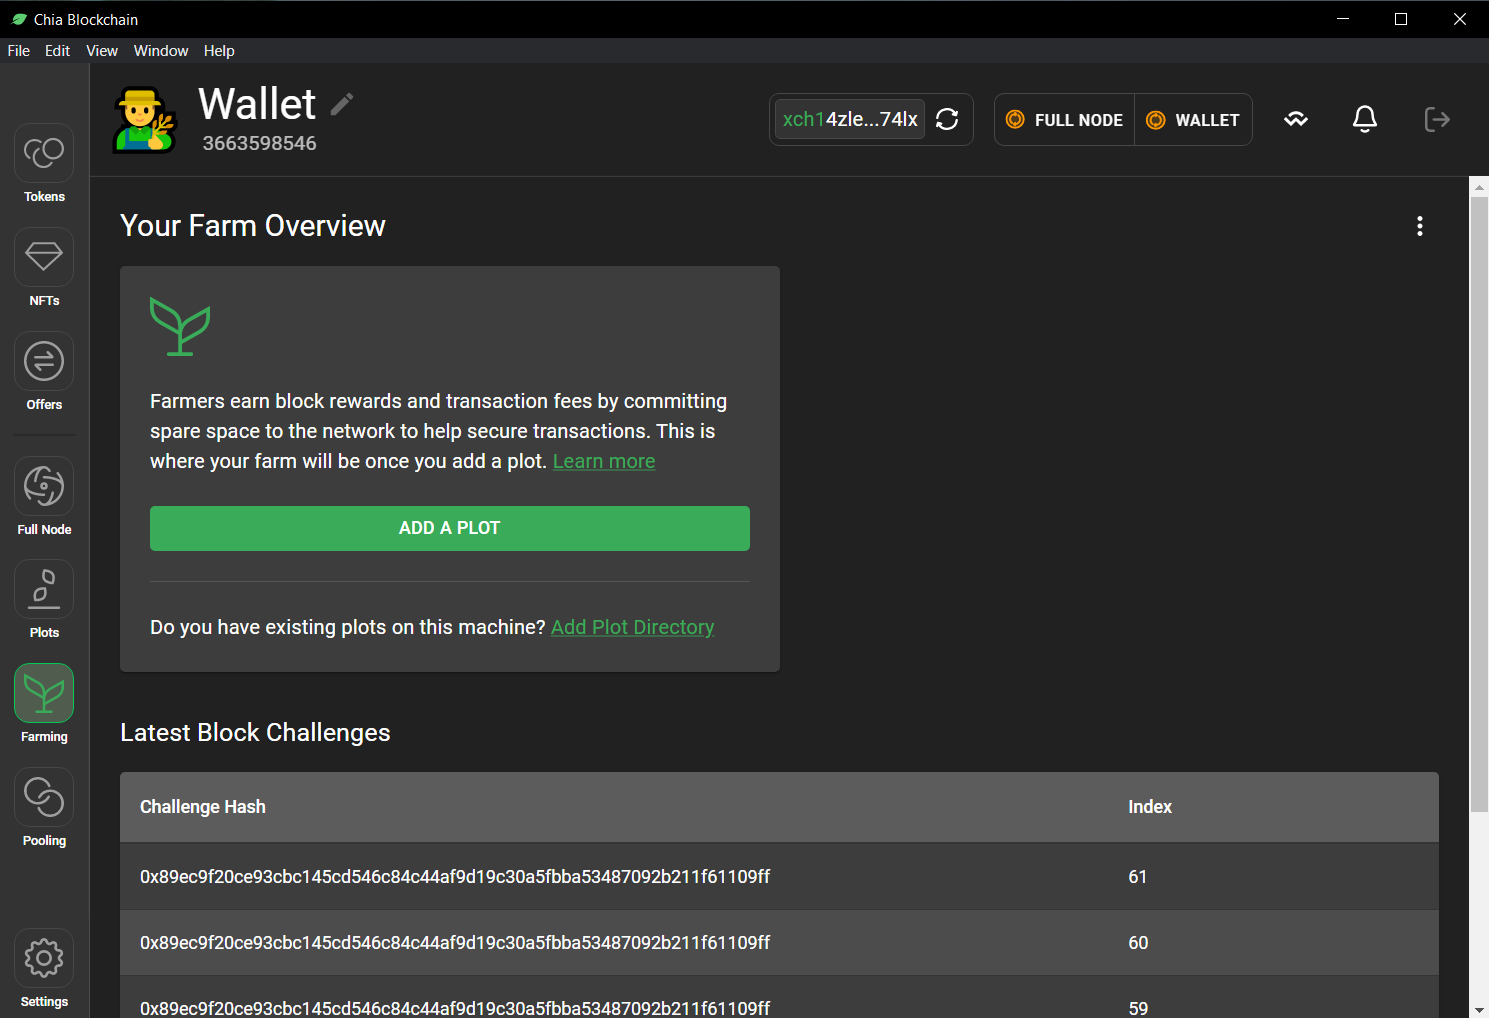 Chia Blockchain
File Edit View Window Help
Wallet
3663598546
xch14zle...74lx
FULL NODE
WALLET
Tokens
NFTs
Offers
Full Node
Plots
Farming
Pooling
Settings
Your Farm Overview
Farmers earn block rewards and transaction fees by committing
spare space to the network to help secure transactions. This is
where your farm will be once you add a plot. Learn more
ADD A PLOT
Do you have existing plots on this machine? Add Plot Directory
Latest Block Challenges
Challenge Hash Index
0x89ec9f20ce93cbc145cd546c84c44af9d19c30a5fbba53487092b211f61109ff 61
0x89ec9f20ce93cbc145cd546c84c44af9d19c30a5fbba53487092b211f61109ff 60
0x89ec9f20ce93cbc145cd546c84c44af9d19c30a5fbba53487092b211f61109ff 59